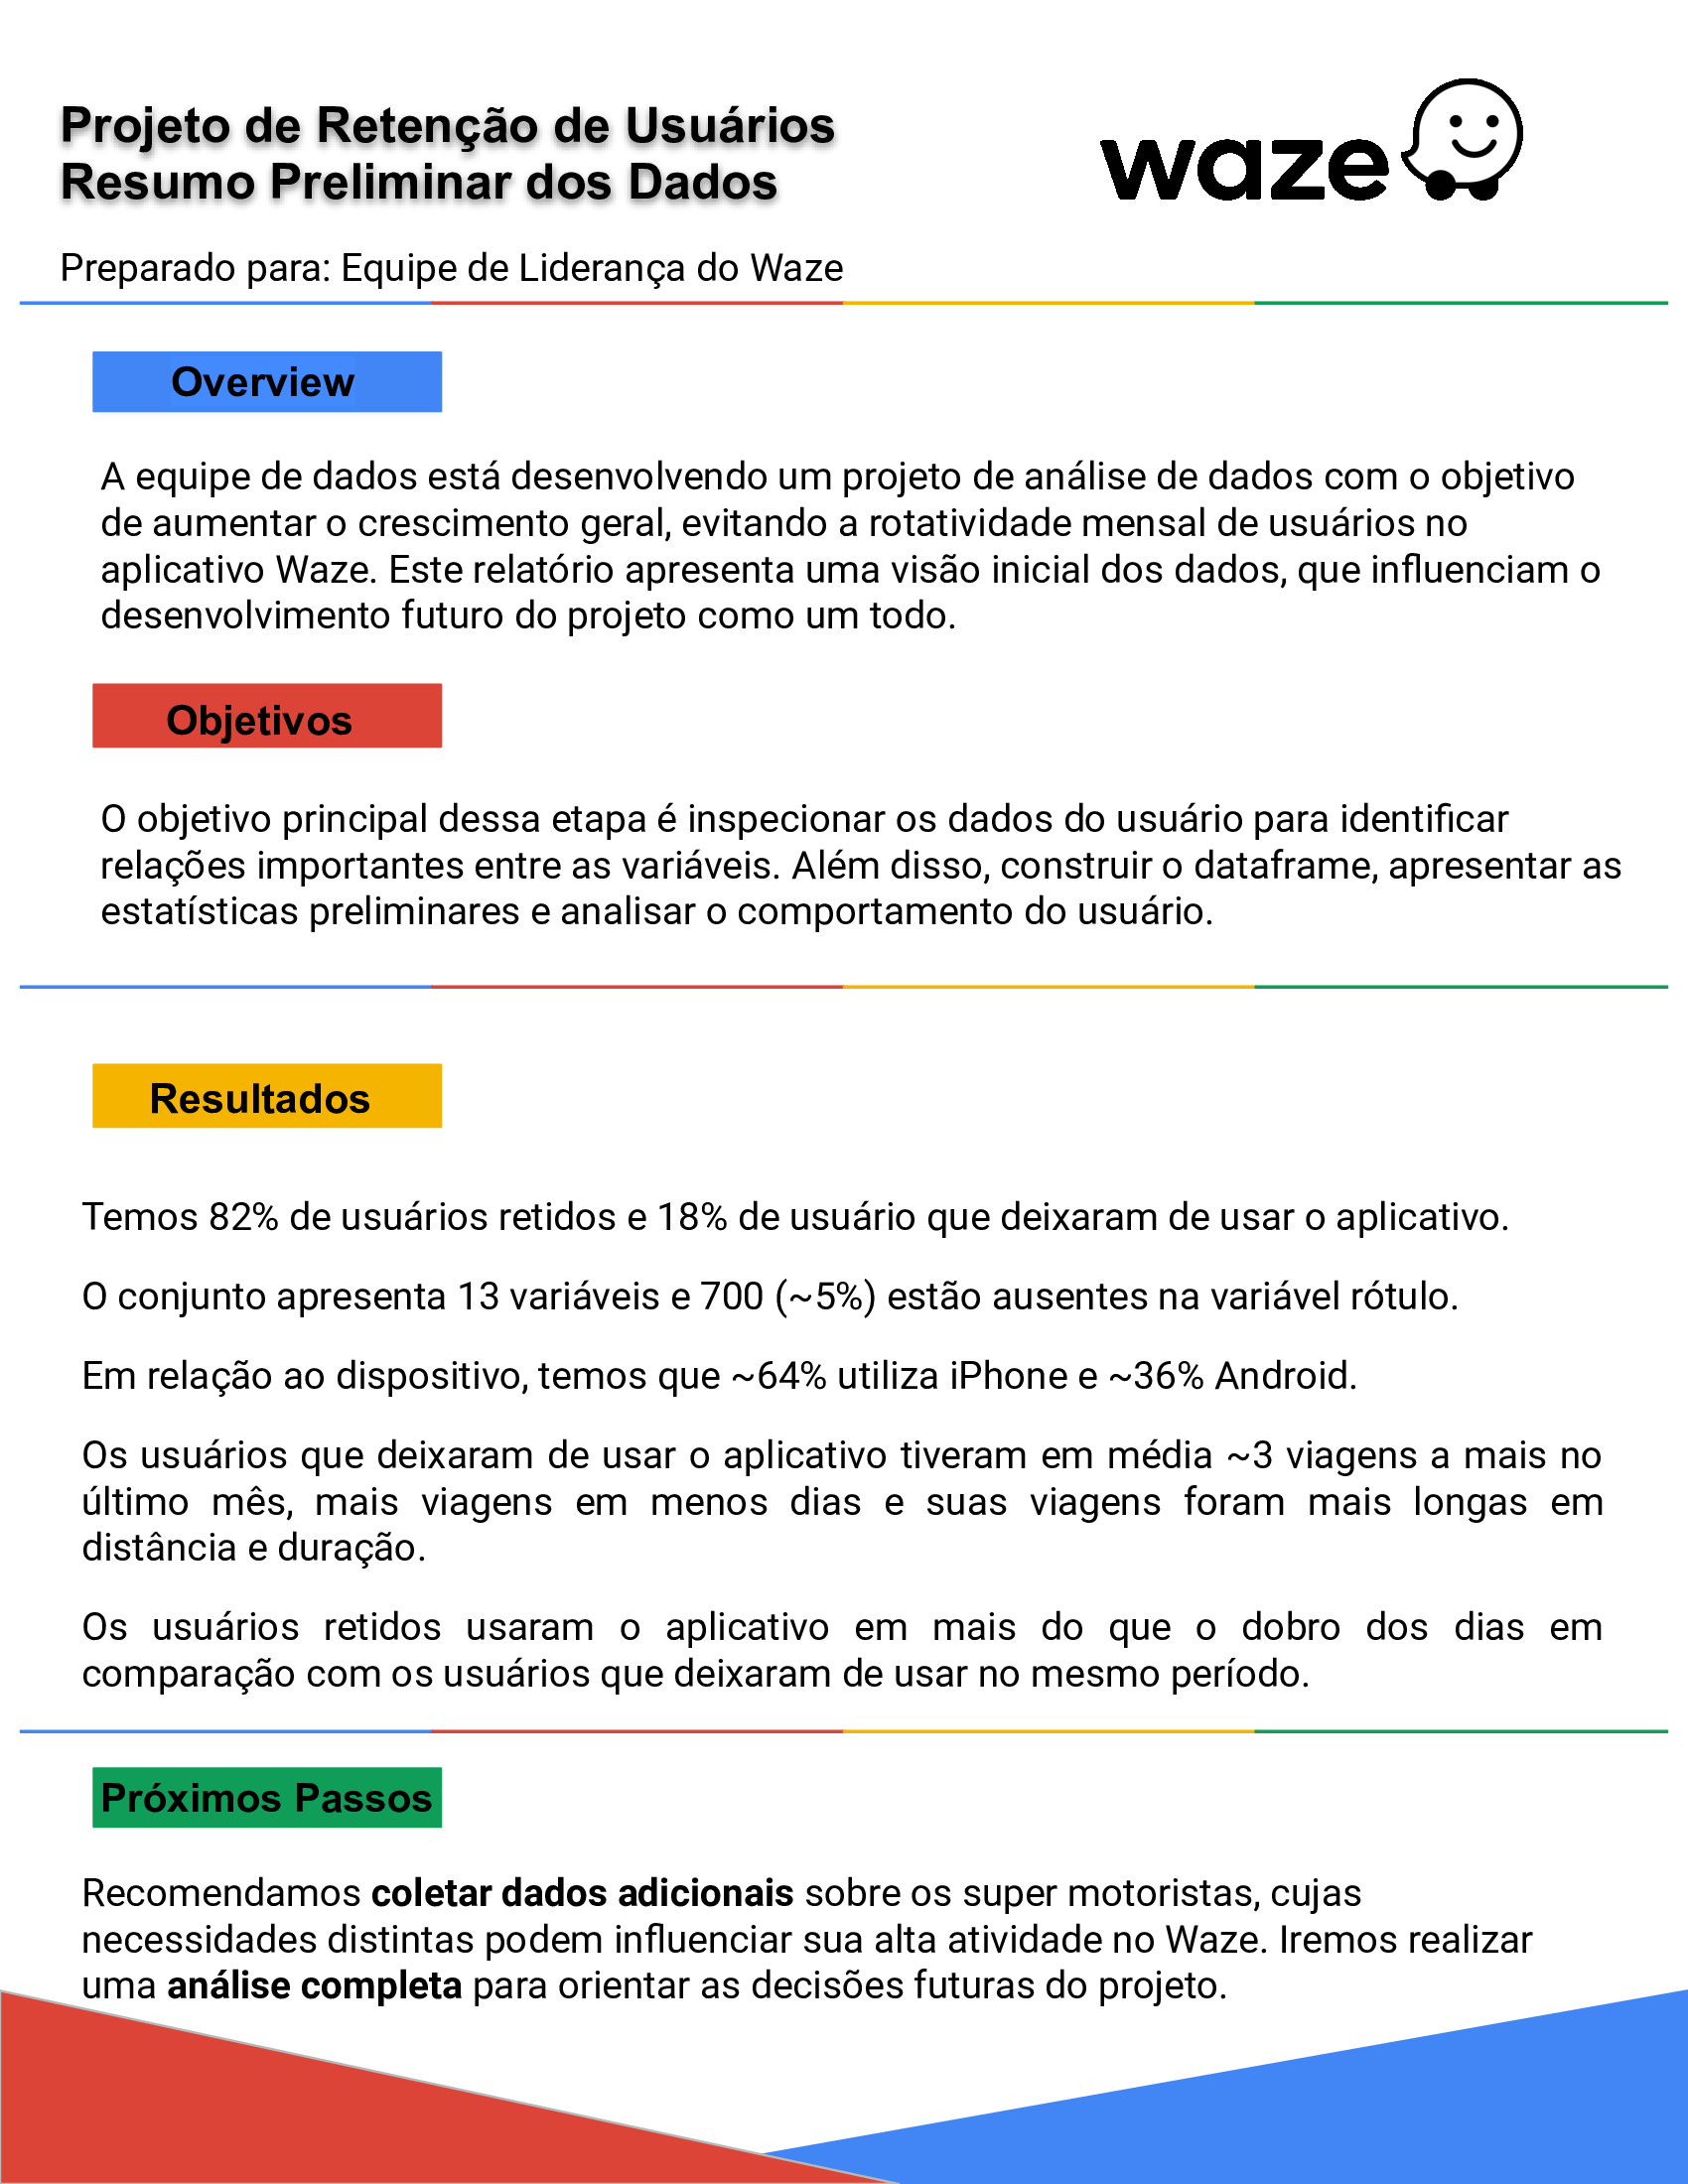 Projeto de Retenção de Usuários
Resumo Preliminar dos Dados
waze
Preparado para: Equipe de Liderança do Waze
Overview
A equipe de dados está desenvolvendo um projeto de análise de dados com o objetivo
de aumentar o crescimento geral, evitando a rotatividade mensal de usuários no
aplicativo Waze. Este relatório apresenta uma visão inicial dos dados, que influenciam o
desenvolvimento futuro do projeto como um todo.
Objetivos
O objetivo principal dessa etapa é inspecionar os dados do usuário para identificar
relações importantes entre as variáveis. Além disso, construir o dataframe, apresentar as
estatísticas preliminares e analisar o comportamento do usuário.
Resultados
Temos 82% de usuários retidos e 18% de usuário que deixaram de usar o aplicativo.
O conjunto apresenta 13 variáveis e 700 (~5%) estão ausentes na variável rótulo.
Em relação ao dispositivo, temos que ~64% utiliza iPhone e ~36% Android.
Os usuários que deixaram de usar o aplicativo tiveram em média ~3 viagens a mais no
último mês, mais viagens em menos dias e suas viagens foram mais longas em
distância e duração.
Os usuários retidos usaram o aplicativo em mais do que o dobro dos dias em
comparação com os usuários que deixaram de usar no mesmo período.
Próximos Passos
Recomendamos coletar dados adicionais sobre os super motoristas, cujas
necessidades distintas podem influenciar sua alta atividade no Waze. Iremos realizar
uma análise completa para orientar as decisões futuras do projeto.